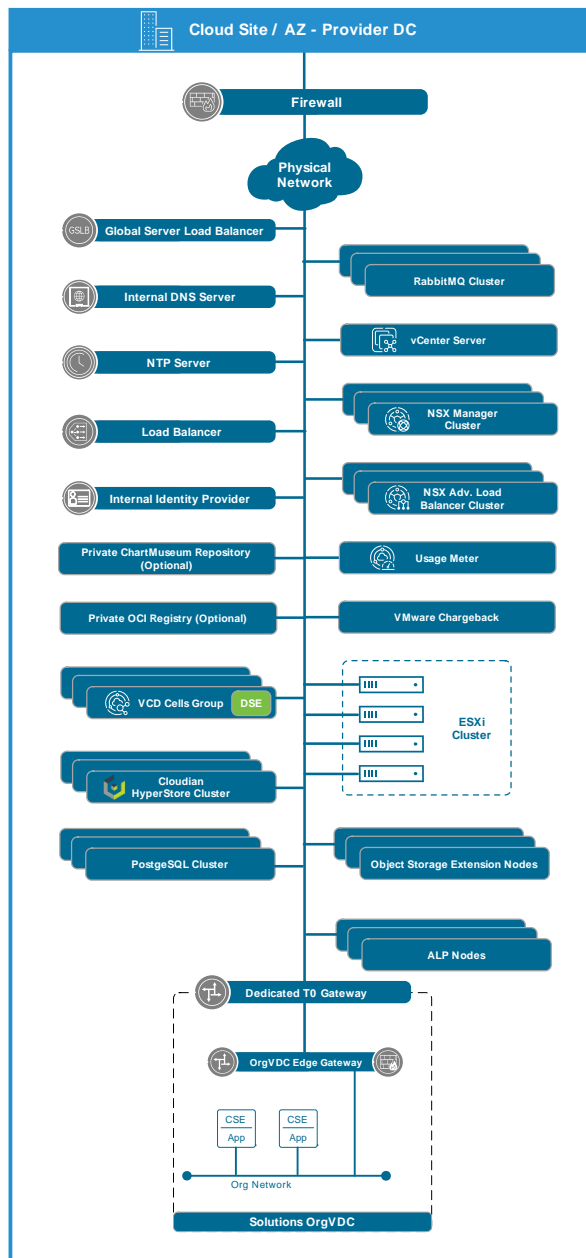 Cloud Site / AZ - Provider DC
Firewall
Physical
Network
GSLB
Global Server Load Balancer
RabbitMQ Cluster
Internal DNS Server
vCenter Server
NTP Server
NSX Manager
Cluster
Load Balancer
NSX Adv. Load
Balancer Cluster
Internal Identity Provider
Private ChartMuseum Repository
(Optional)
Usage Meter
Private OCI Registry (Optional)
VMware Chargeback
VCD Cells Group
DSE
ESXi
Cluster
Cloudian
HyperStore Cluster
PostgeSQL Cluster
Object Storage Extension Nodes
ALP Nodes
Dedicated T0 Gateway
OrgVDC Edge Gateway
CSE
App
CSE
App
Org Network
Solutions OrgVDC